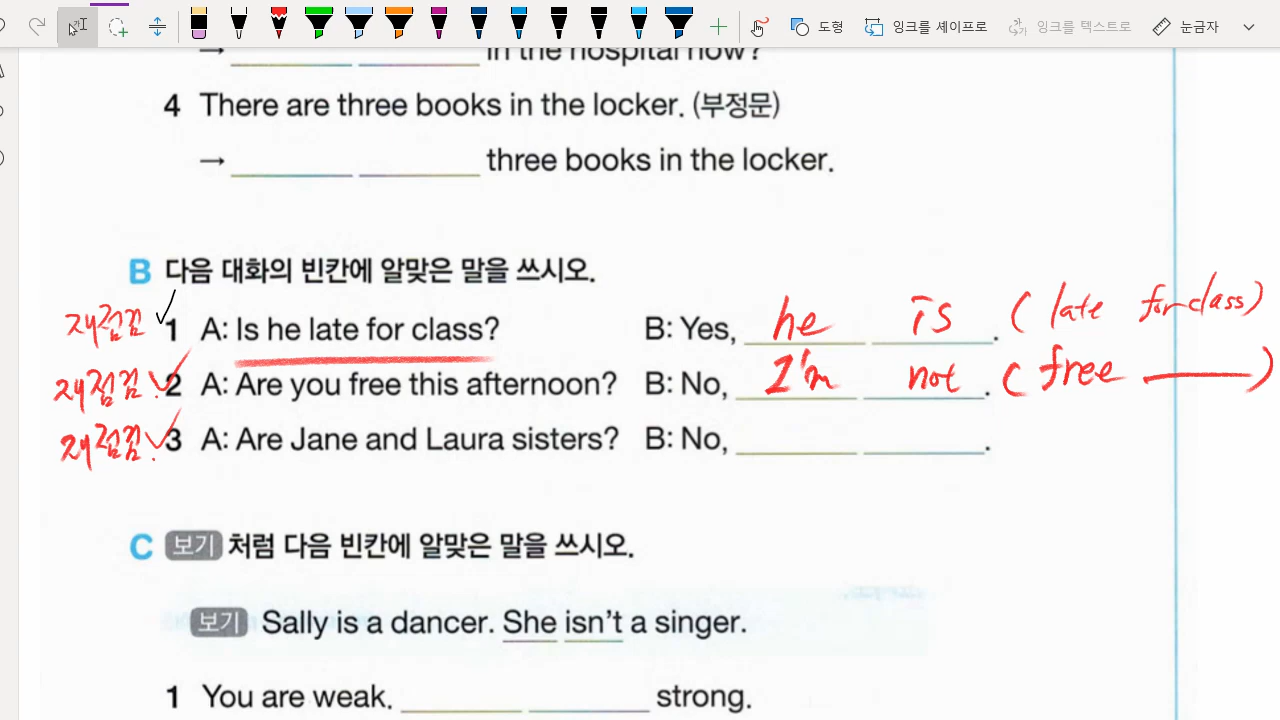 도형 잉크를 셰이프로 잉크를 텍스트로 눈금자
→ in the hospital now?
4 There are three books in the locker. (부정문)
→ three books in the locker.
B 다음 대화의 빈칸에 알맞은 말을 쓰시오.
재점검 1 A: Is he late for class? B: Yes, he is. (late for class)
재점검. 2 A: Are you free this afternoon? B: No, I'm not. (free )
재점검. 3 A: Are Jane and Laura sisters? B: No, .
C 보기 처럼 다음 빈칸에 알맞은 말을 쓰시오.
보기 Sally is a dancer. She isn't a singer.
1 You are weak. strong.